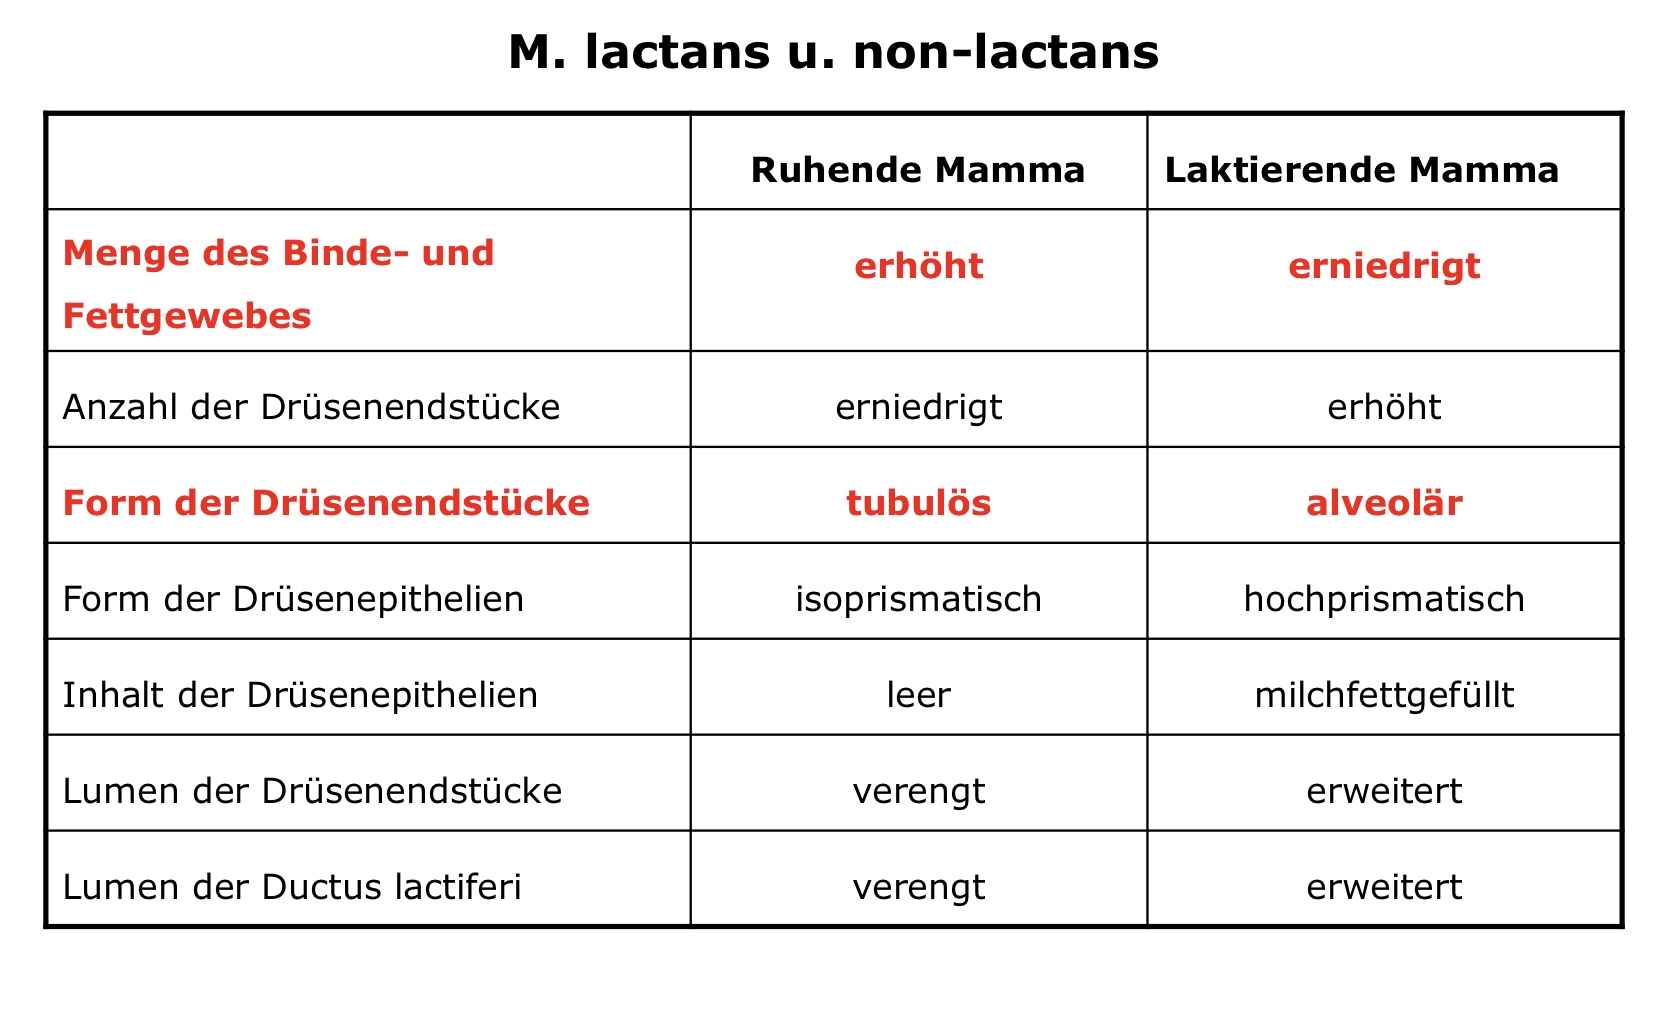 M. lactans u. non-lactans
Ruhende Mamma Laktierende Mamma
Menge des Binde- und
Fettgewebes
erhöht erniedrigt
Anzahl der Drüsenendstücke erniedrigt erhöht
Form der Drüsenendstücke tubulös alveolär
Form der Drüsenepithelien isoprismatisch hochprismatisch
Inhalt der Drüsenepithelien leer milchfettgefüllt
Lumen der Drüsenendstücke verengt erweitert
Lumen der Ductus lactiferi verengt erweitert